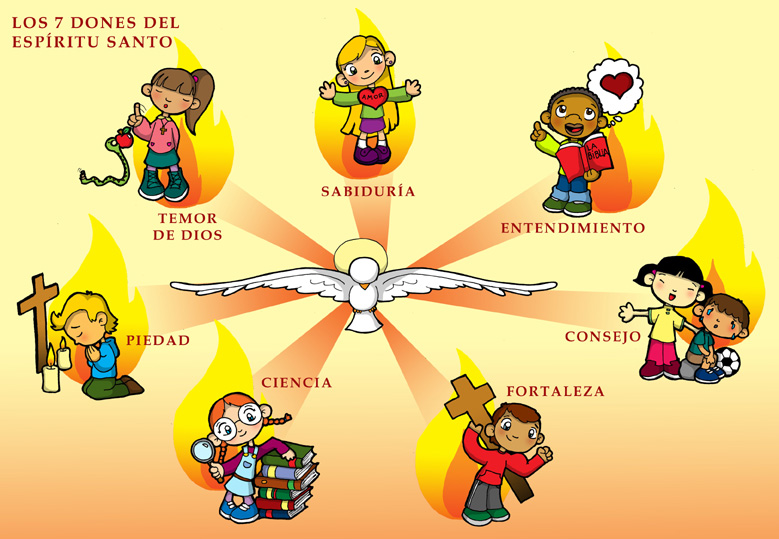 LOS 7 DONES DEL
ESPÍRITU SANTO
AMOR
LA
BIBLIA
SABIDURÍA
TEMOR
DE DIOS
ENTENDIMIENTO
PIEDAD
CONSEJO
CIENCIA
FORTALEZA